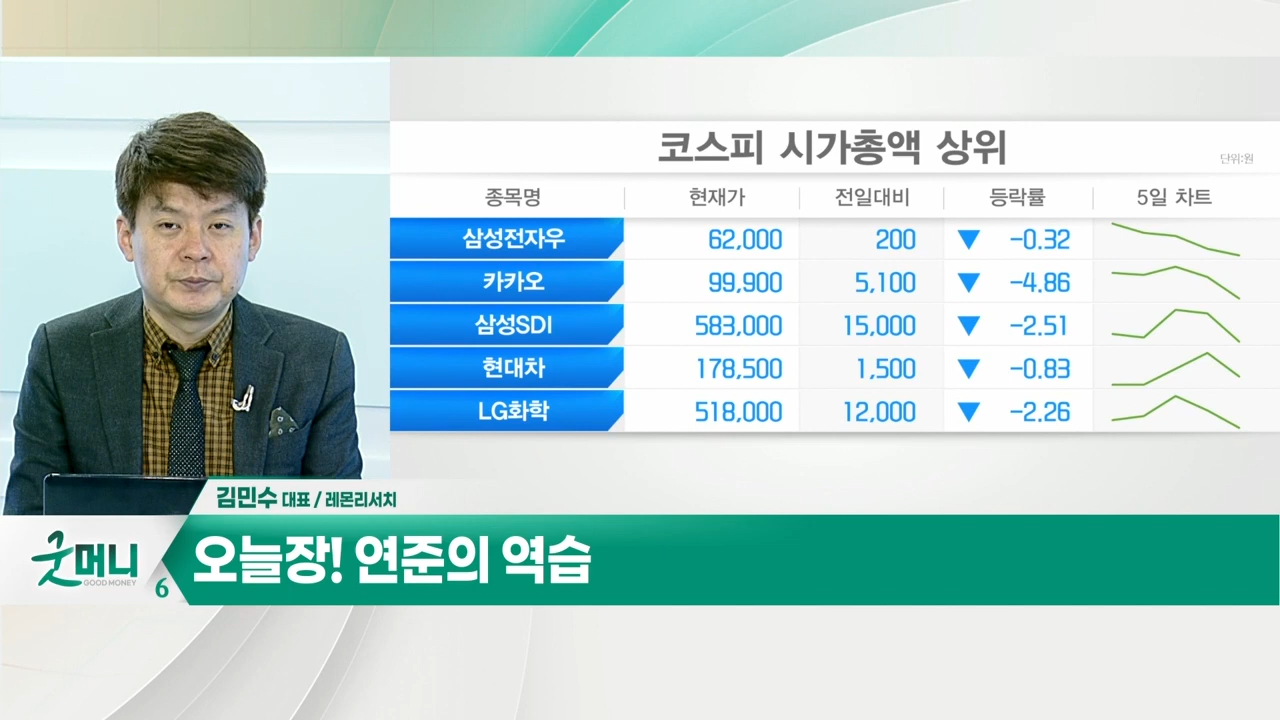 코스피 시가총액 상위
단위:원
종목명 현재가 전일대비 등락률 5일 차트
삼성전자우 62,000 200 ▼ -0.32
카카오 99,900 5,100 ▼ -4.86
삼성SDI 583,000 15,000 ▼ -2.51
현대차 178,500 1,500 ▼ -0.83
LG화학 518,000 12,000 ▼ -2.26
김민수 대표 / 레몬리서치
오늘장! 연준의 역습
굿머니
GOOD MONEY
6